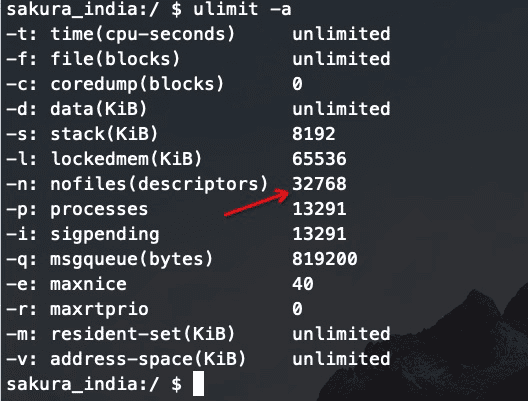 sakura_india:/ $ ulimit -a
-t: time(cpu-seconds) unlimited
-f: file(blocks) unlimited
-c: coredump(blocks) 0
-d: data(KiB) unlimited
-s: stack(KiB) 8192
-l: lockedmem(KiB) 65536
-n: nofiles(descriptors) 32768
-p: processes 13291
-i: sigpending 13291
-q: msgqueue(bytes) 819200
-e: maxnice 40
-r: maxrtprio 0
-m: resident-set(KiB) unlimited
-v: address-space(KiB) unlimited
sakura_india:/ $